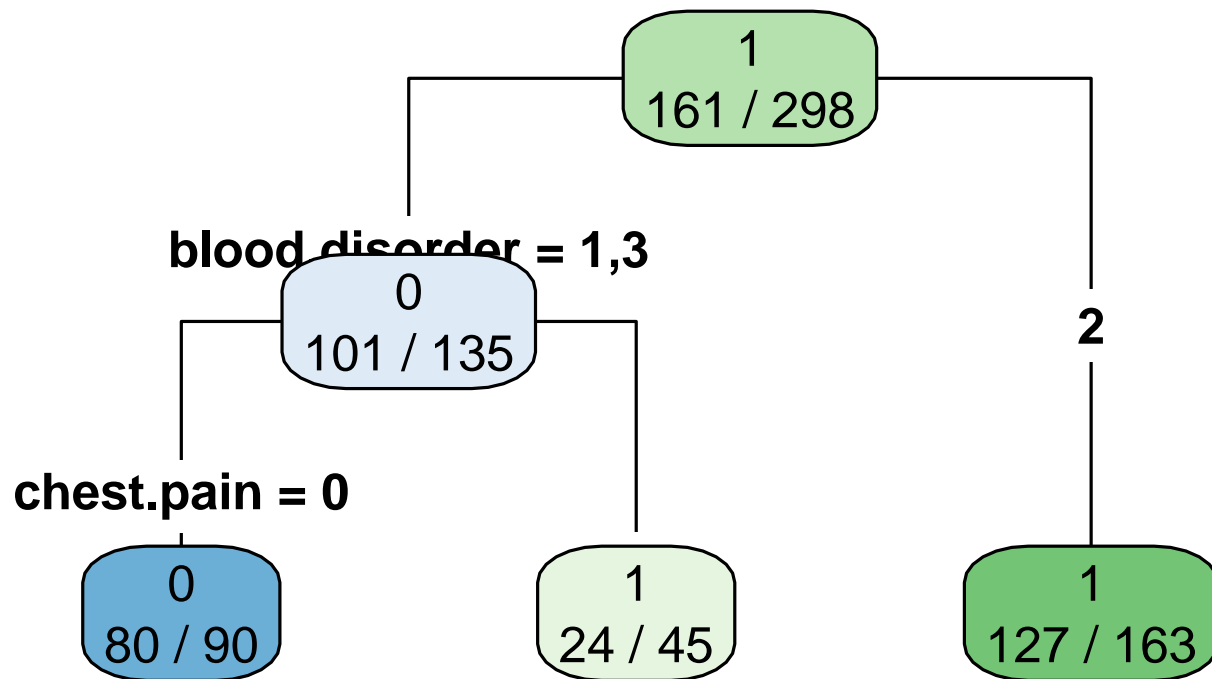 1
161 / 298
blood.disorder = 1,3
0
101 / 135
2
chest.pain = 0
0
80 / 90
1
24 / 45
1
127 / 163